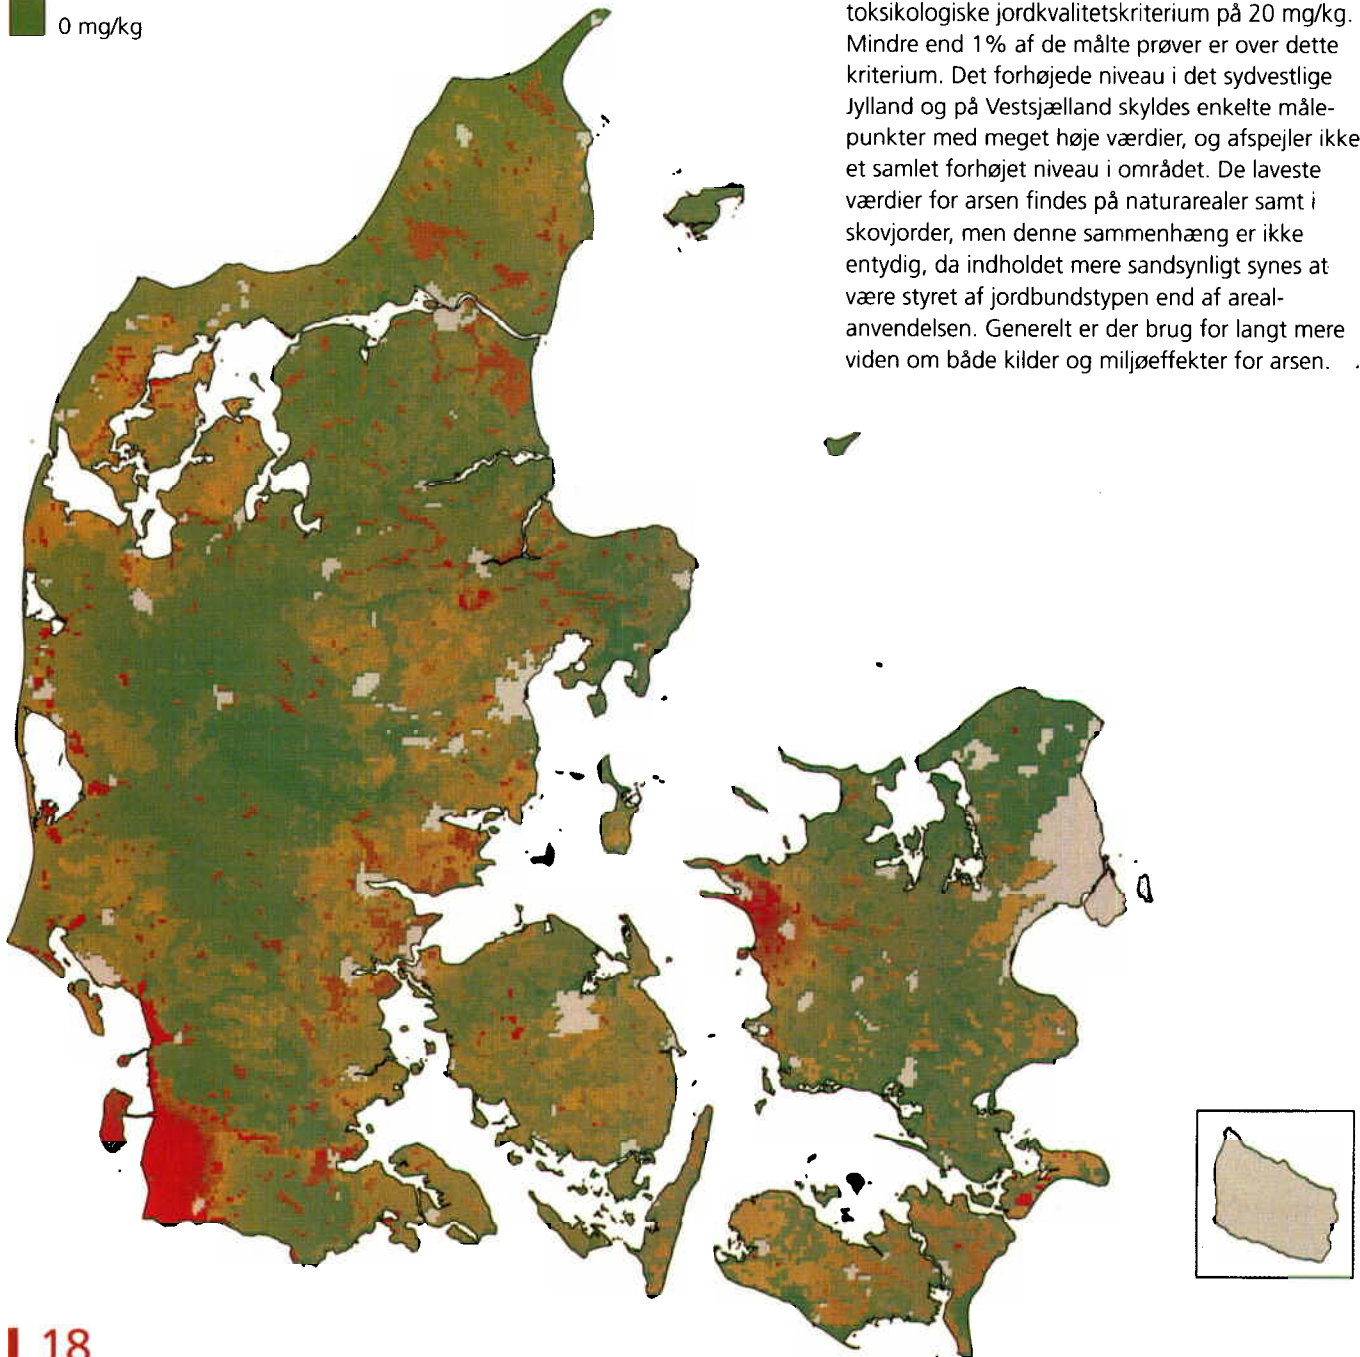 0 mg/kg
toksikologiske jordkvalitetskriterium på 20 mg/kg.
Mindre end 1% af de målte prøver er over dette
kriterium. Det forhøjede niveau i det sydvestlige
Jylland og på Vestsjælland skyldes enkelte måle-
punkter med meget høje værdier, og afspejler ikke
et samlet forhøjet niveau i området. De laveste
værdier for arsen findes på naturarealer samt i
skovjorder, men denne sammenhæng er ikke
entydig, da indholdet mere sandsynligt synes at
være styret af jordbundstypen end af areal-
anvendelsen. Generelt er der brug for langt mere
viden om både kilder og miljøeffekter for arsen.
18